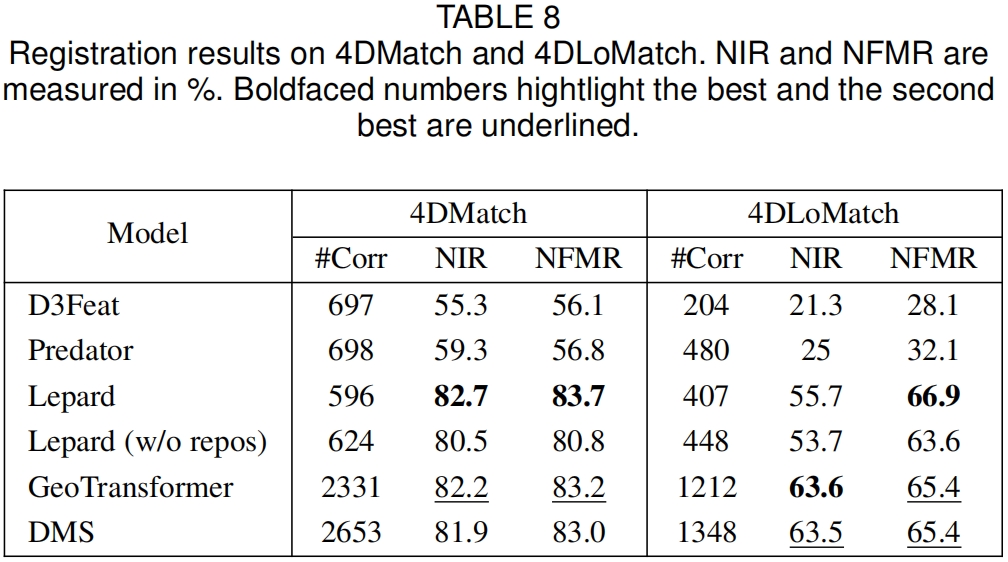 TABLE 8
Registration results on 4DMatch and 4DLoMatch. NIR and NFMR are
measured in %. Boldfaced numbers hightlight the best and the second
best are underlined.
Model 4DMatch 4DLoMatch
#Corr NIR NFMR #Corr NIR NFMR
D3Feat 697 55.3 56.1 204 21.3 28.1
Predator 698 59.3 56.8 480 25 32.1
Lepard 596 82.7 83.7 407 55.7 66.9
Lepard (w/o repos) 624 80.5 80.8 448 53.7 63.6
GeoTransformer 2331 82.2 83.2 1212 63.6 65.4
DMS 2653 81.9 83.0 1348 63.5 65.4